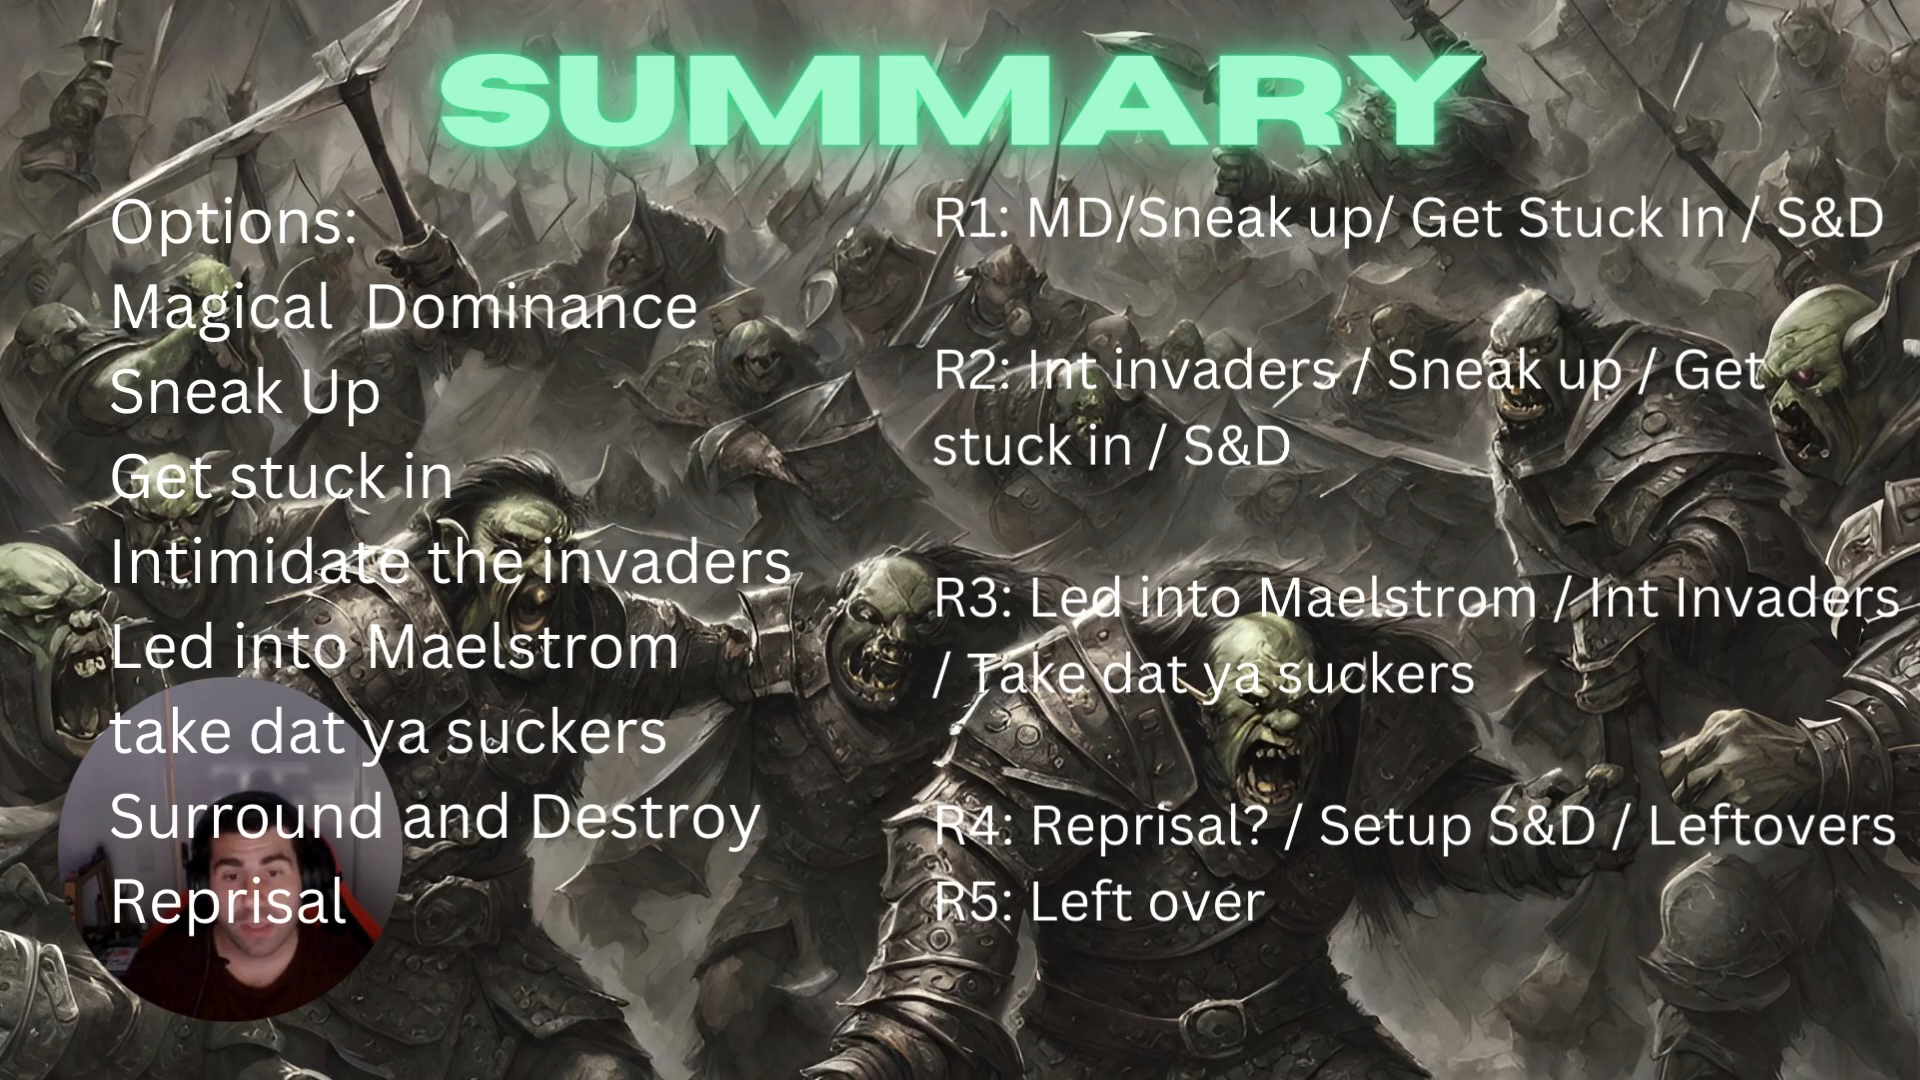 SUMMARY
Options:
Magical Dominance
Sneak Up
Get stuck in
Intimidate the invaders
Led into Maelstrom
take dat ya suckers
Surround and Destroy
Reprisal
R1: MD/Sneak up/ Get Stuck In / S&D
R2: Int invaders / Sneak up / Get
stuck in / S&D
R3: Led into Maelstrom / Int Invaders
/ Take dat ya suckers
R4: Reprisal? / Setup S&D / Leftovers
R5: Left over